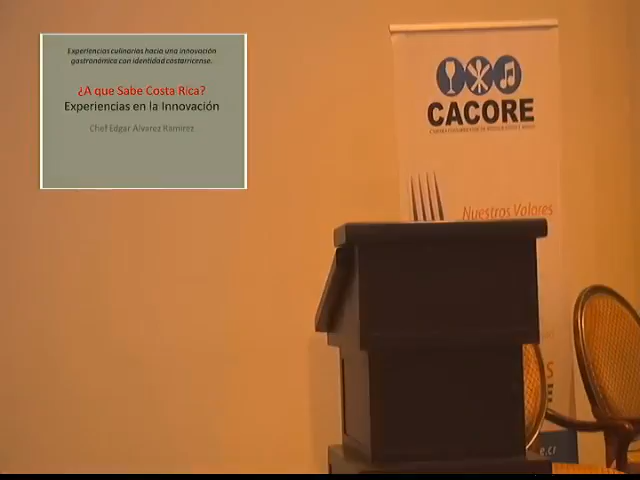 Experiencias culinarias hacia una innovación
gastronómica con identidad costarricense.
¿A que Sabe Costa Rica?
Experiencias en la Innovación
Chef Edgar Alvarez Ramirez
CACORE
Nuestros Valores
e.cr